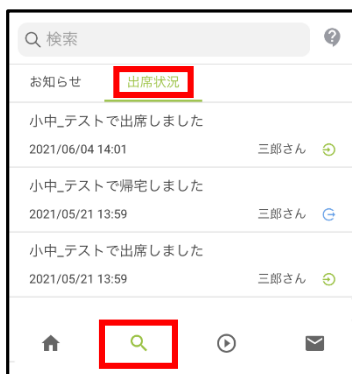 検索
お知らせ 出席状況
小中_テストで出席しました
2021/06/04 14:01 三郎さん
小中_テストで帰宅しました
2021/05/21 13:59 三郎さん
小中_テストで出席しました
2021/05/21 13:59 三郎さん